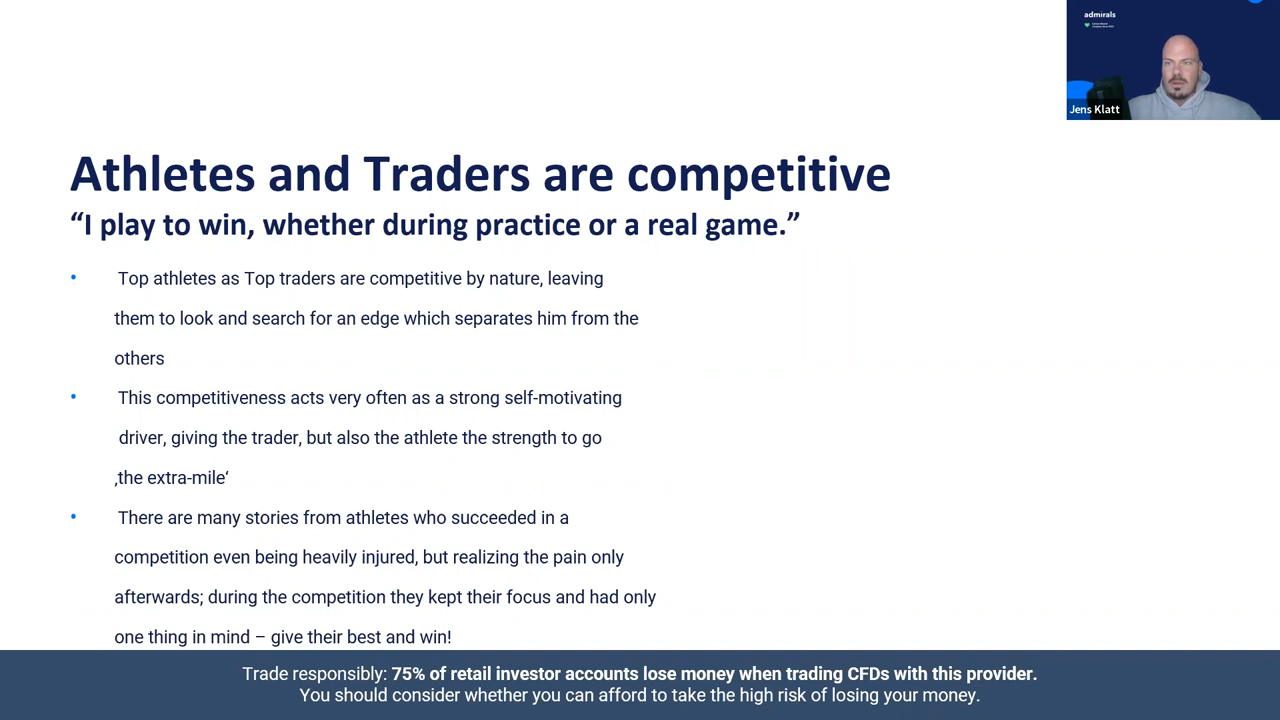 admirals
Jens Klatt
Athletes and Traders are competitive
“I play to win, whether during practice or a real game.”
• Top athletes as Top traders are competitive by nature, leaving
them to look and search for an edge which separates him from the
others
• This competitiveness acts very often as a strong self-motivating
driver, giving the trader, but also the athlete the strength to go
‚the extra-mile‘
• There are many stories from athletes who succeeded in a
competition even being heavily injured, but realizing the pain only
afterwards; during the competition they kept their focus and had only
one thing in mind – give their best and win!
Trade responsibly: 75% of retail investor accounts lose money when trading CFDs with this provider.
You should consider whether you can afford to take the high risk of losing your money.